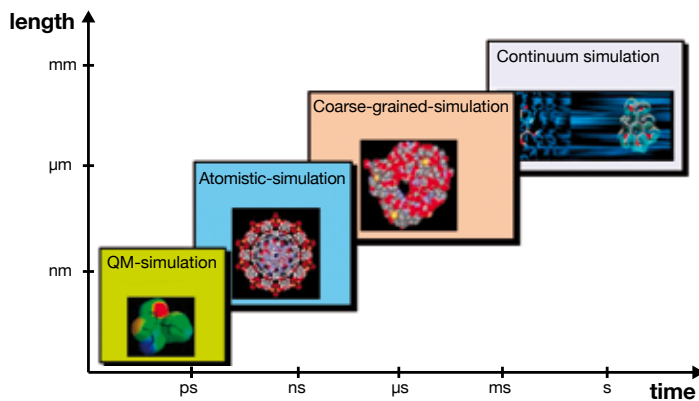 length
mm
Continuum simulation
Coarse-grained-simulation
µm
Atomistic-simulation
nm
QM-simulation
ps ns µs ms s
time